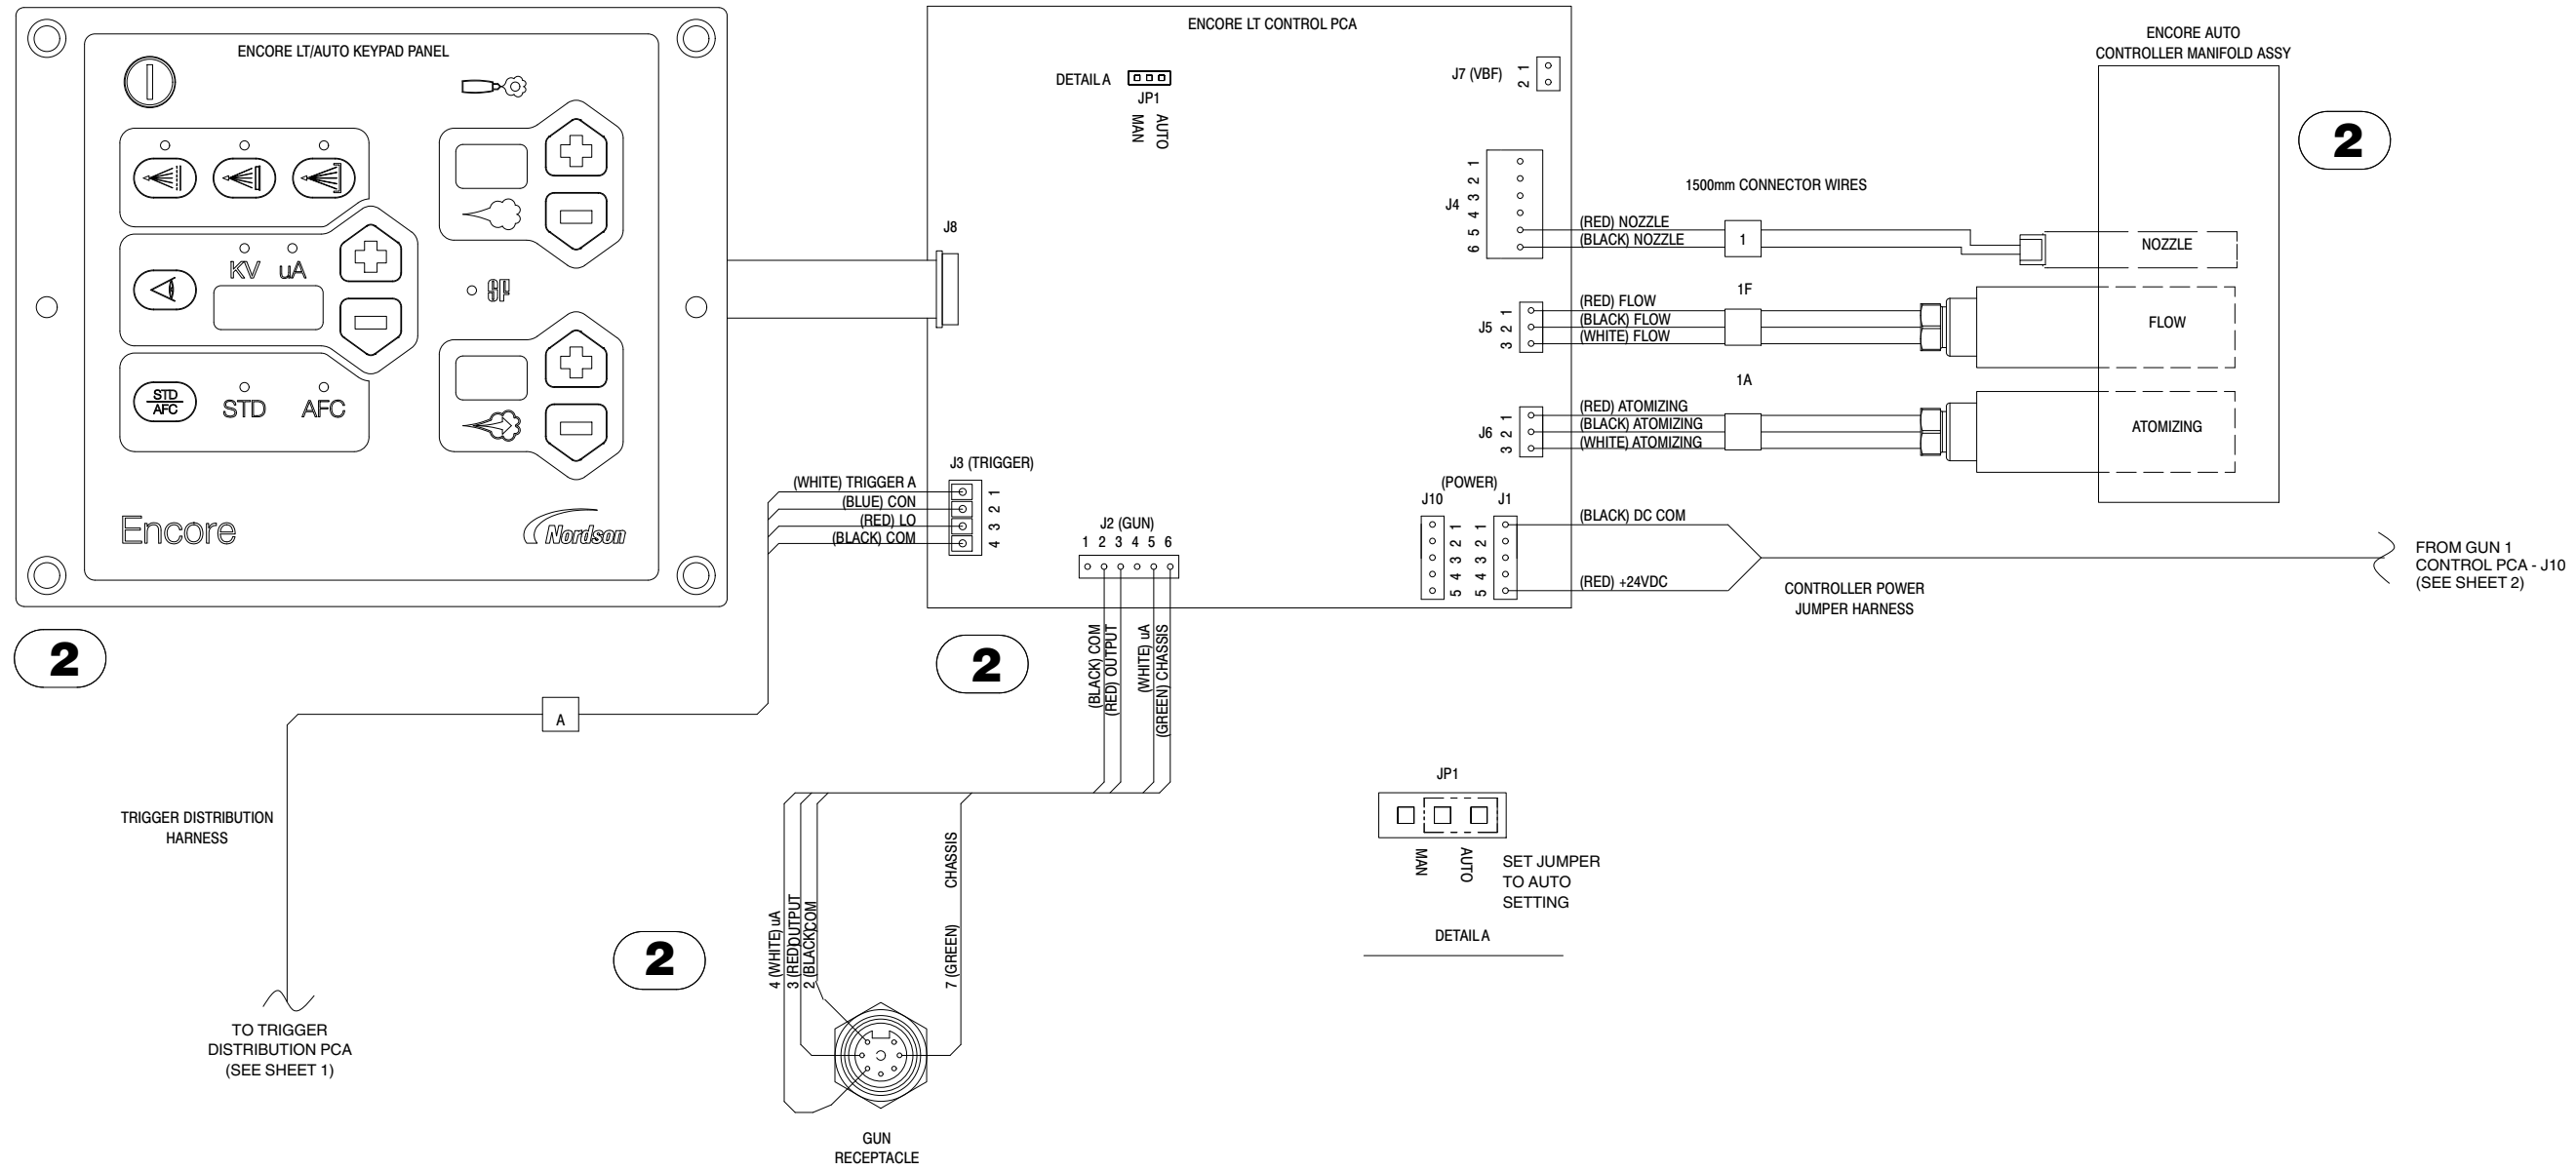 ENCORE LT/AUTO KEYPAD PANEL
KV uA
SF
STD
AFC
STD AFC
Encore
Nordson
2
ENCORE LT CONTROL PCA
DETAIL A
JP1
MAN
AUTO
J7 (VBF)
1
2
J4
1
2
3
4
5
6
J8
J5
1
2
3
J6
1
2
3
J3 (TRIGGER)
1
2
3
4
(WHITE) TRIGGER A
(BLUE) CON
(RED) LO
(BLACK) COM
J2 (GUN)
1 2 3 4 5 6
(POWER)
J10 J1
1
2
3
4
5
1
2
3
4
5
2
(BLACK) COM
(RED) OUTPUT
(WHITE) uA
(GREEN) CHASSIS
ENCORE AUTO
CONTROLLER MANIFOLD ASSY
2
1500mm CONNECTOR WIRES
(RED) NOZZLE
(BLACK) NOZZLE
1
NOZZLE
1F
(RED) FLOW
(BLACK) FLOW
(WHITE) FLOW
FLOW
1A
(RED) ATOMIZING
(BLACK) ATOMIZING
(WHITE) ATOMIZING
ATOMIZING
(BLACK) DC COM
(RED) +24VDC
CONTROLLER POWER
JUMPER HARNESS
FROM GUN 1
CONTROL PCA - J10
(SEE SHEET 2)
A
TRIGGER DISTRIBUTION
HARNESS
TO TRIGGER
DISTRIBUTION PCA
(SEE SHEET 1)
2
4 (WHITE) uA
3 (RED) OUTPUT
2 (BLACK) COM
7 (GREEN) CHASSIS
GUN
RECEPTACLE
JP1
MAN
AUTO
SET JUMPER
TO AUTO
SETTING
DETAIL A